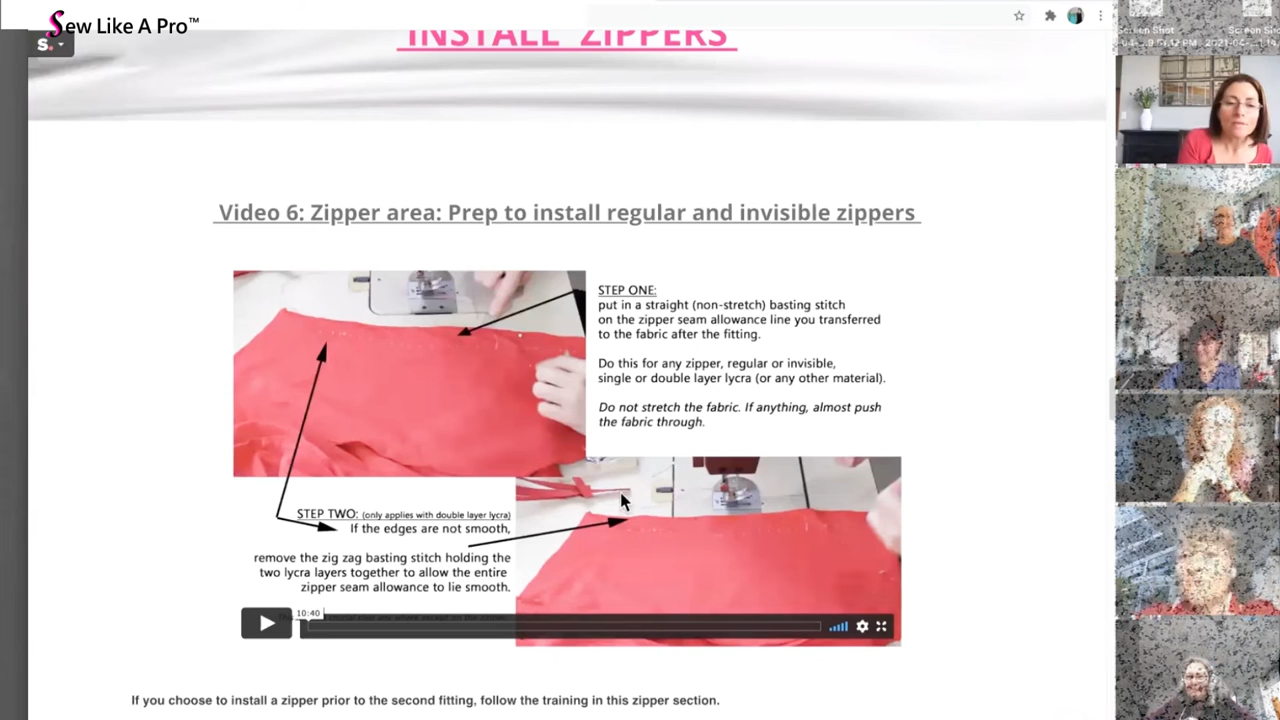 Sew Like A Pro™
s.
INSTALL ZIPPERS
Video 6: Zipper area: Prep to install regular and invisible zippers
STEP ONE:
put in a straight (non-stretch) basting stitch
on the zipper seam allowance line you transferred
to the fabric after the fitting.
Do this for any zipper, regular or invisible,
single or double layer lycra (or any other material).
Do not stretch the fabric. If anything, almost push
the fabric through.
STEP TWO: (only applies with double layer lycra)
If the edges are not smooth,
remove the zig zag basting stitch holding the
two lycra layers together to allow the entire
zipper seam allowance to lie smooth.
10:40
If you choose to install a zipper prior to the second fitting, follow the training in this zipper section.
Screen Shot